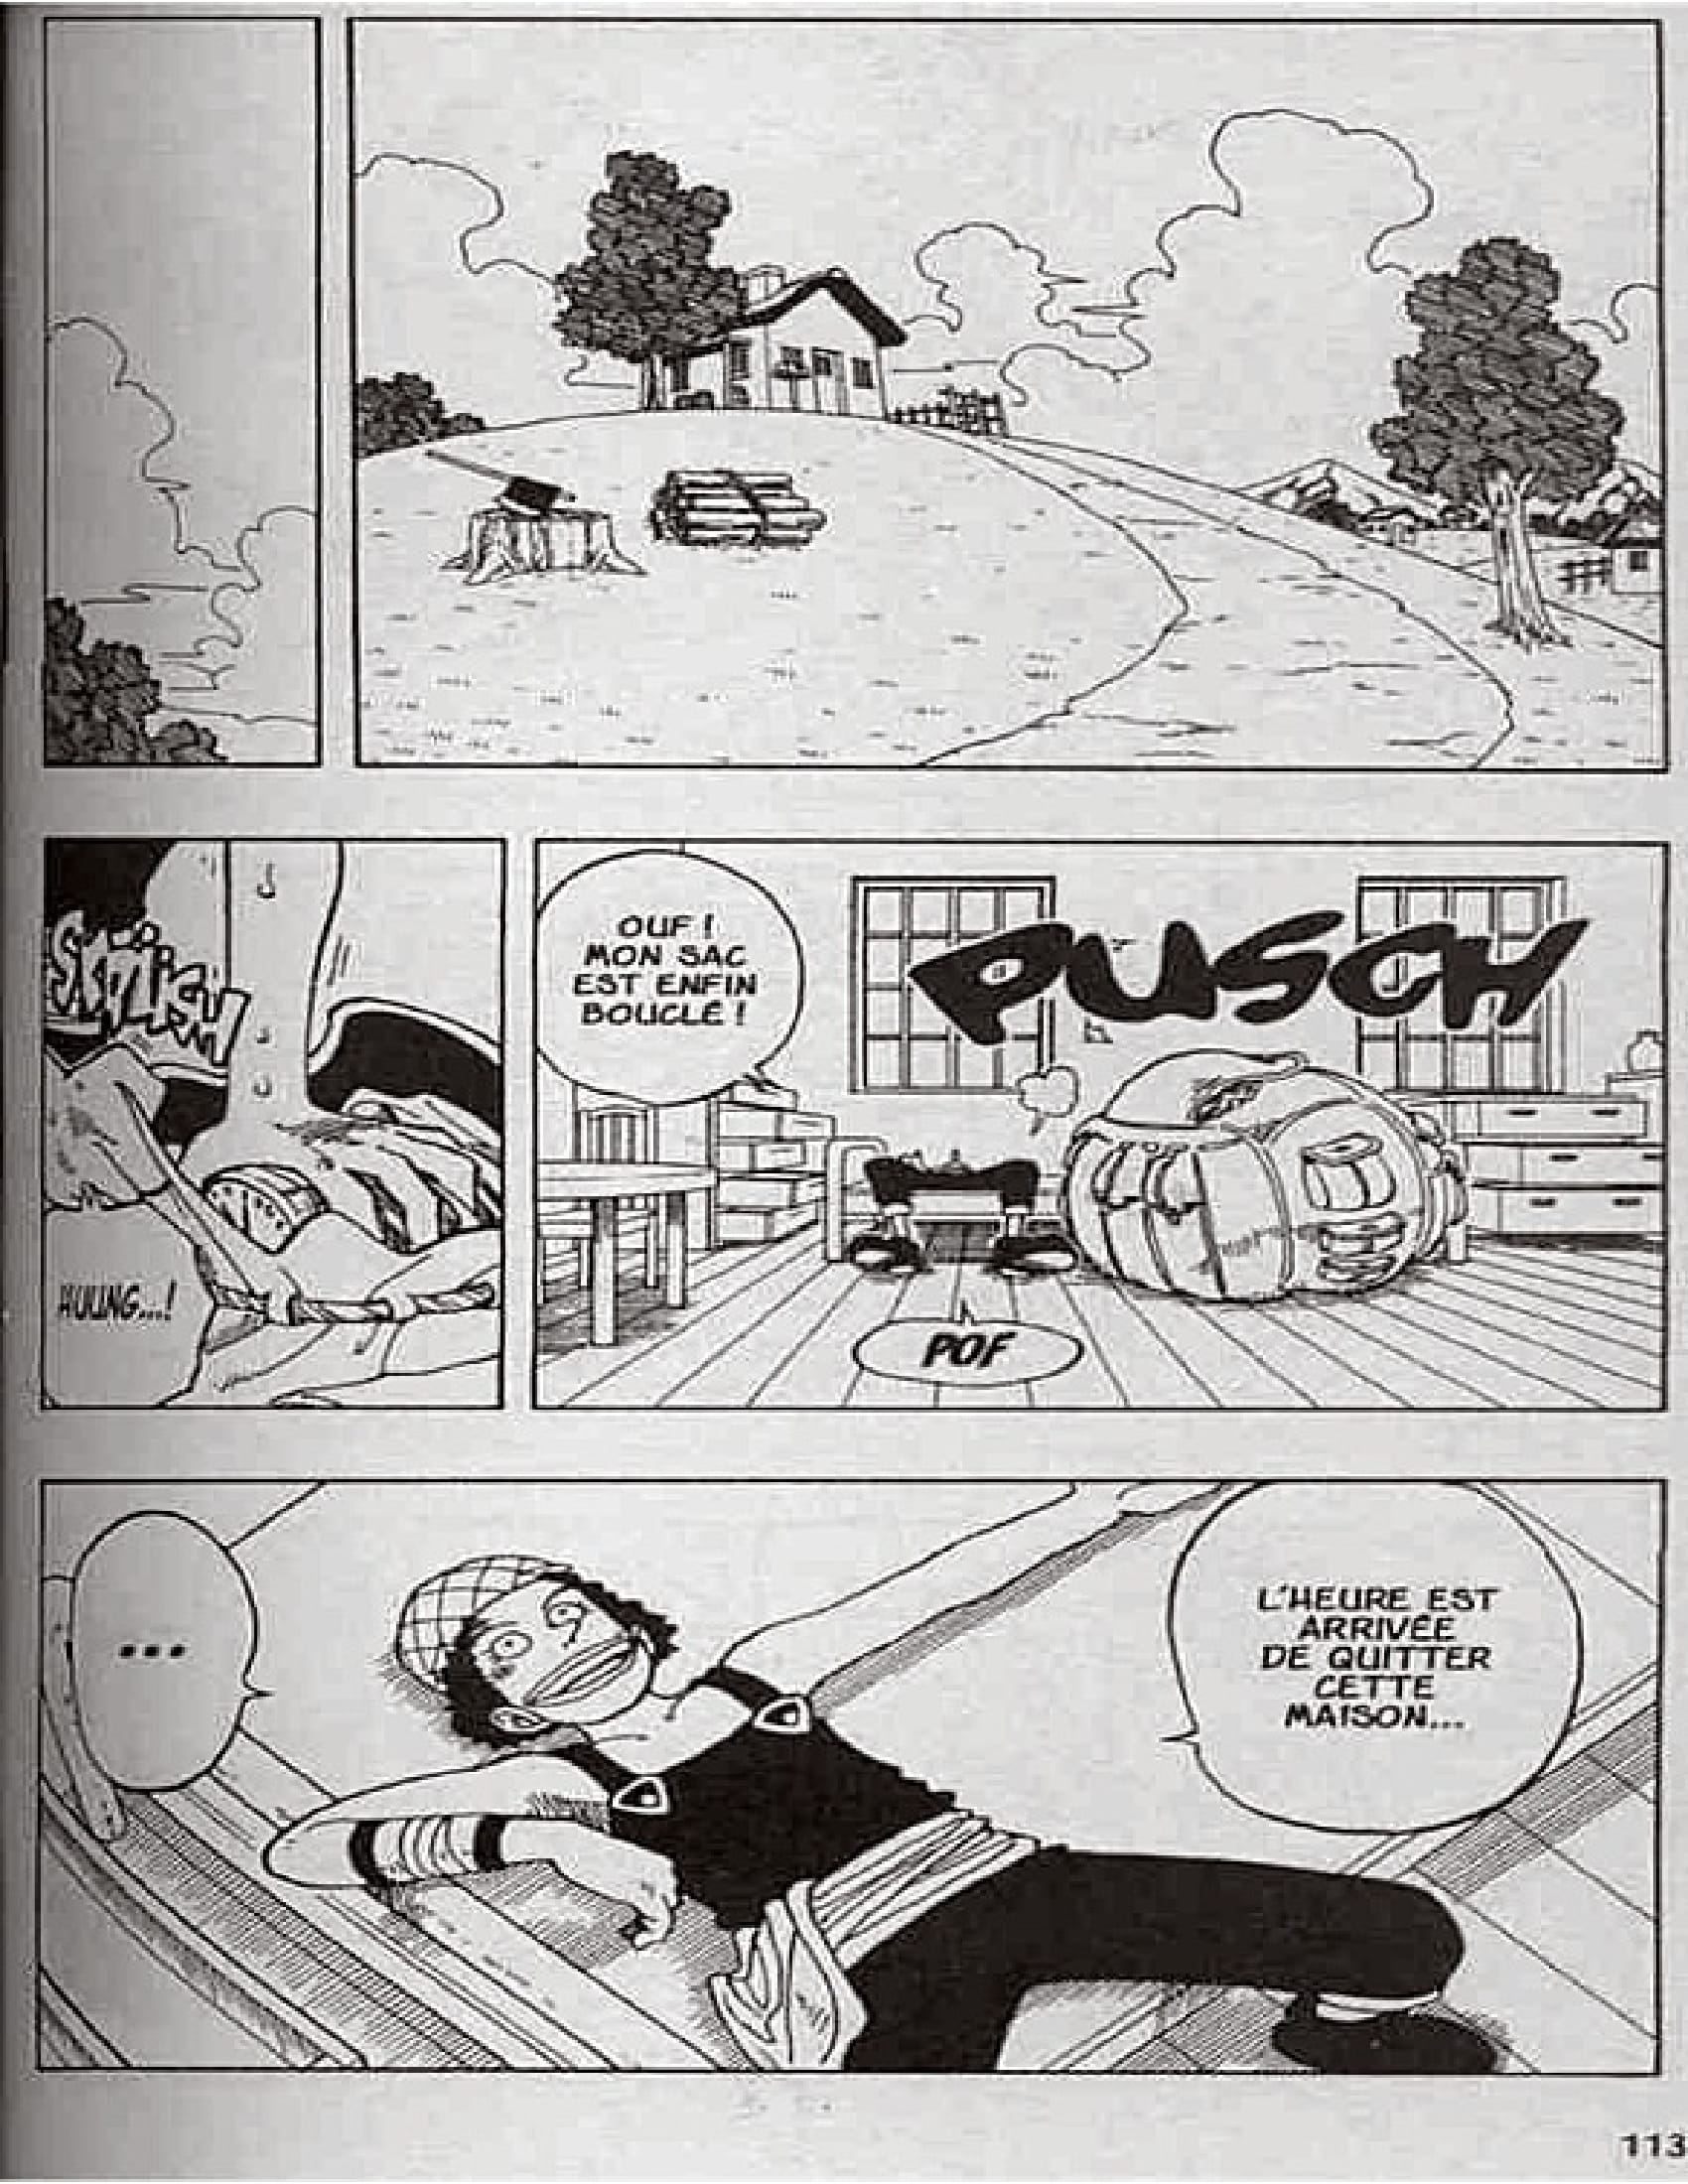 HUUNG...!
OUF !
MON SAC
EST ENFIN
BOUCLÉ !
PUSCH
POF
...
L'HEURE EST
ARRIVÉE
DE QUITTER
CETTE
MAISON...
113